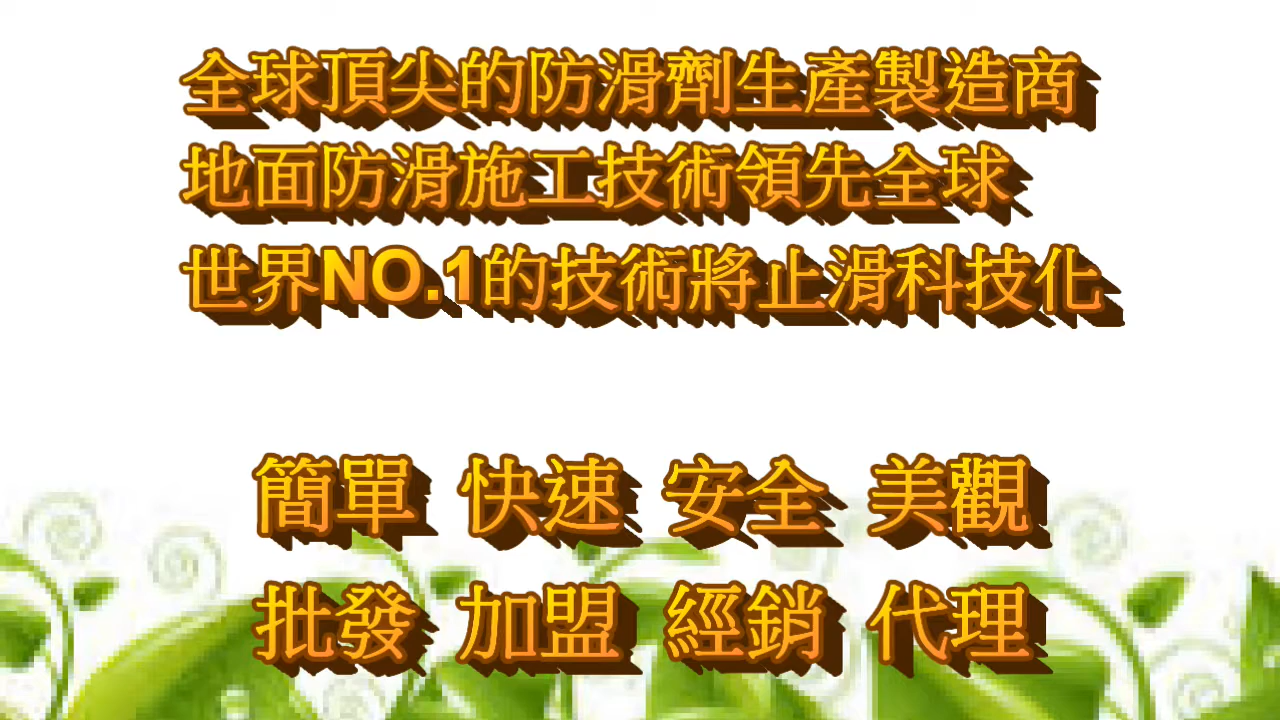 全球頂尖的防滑劑生產製造商
地面防滑施工技術領先全球
世界NO.1的技術將止滑科技化
簡單 快速 安全 美觀
批發 加盟 經銷 代理